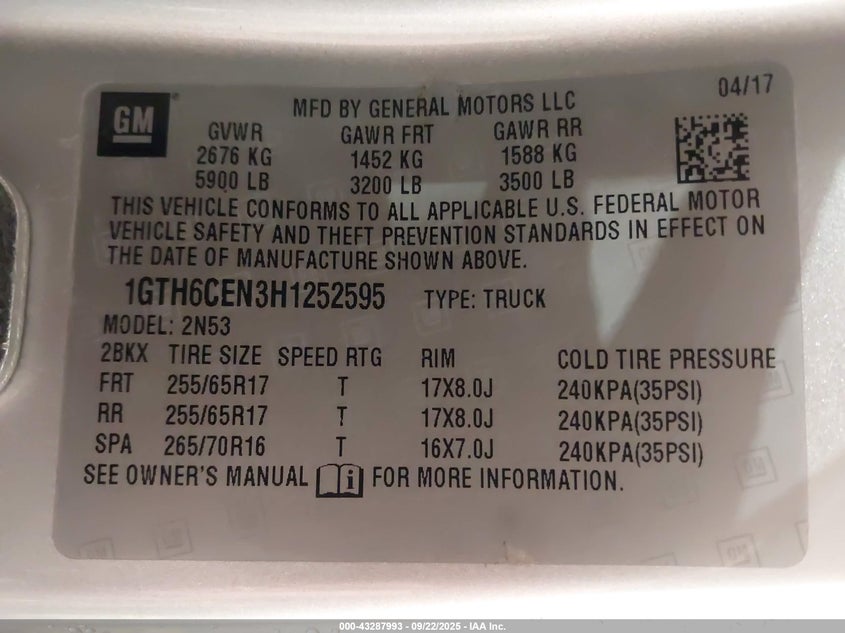 GM
04/17
MFD BY GENERAL MOTORS LLC
GVWR GAWR FRT GAWR RR
2676 KG 1452 KG 1588 KG
5900 LB 3200 LB 3500 LB
THIS VEHICLE CONFORMS TO ALL APPLICABLE U.S. FEDERAL MOTOR
VEHICLE SAFETY AND THEFT PREVENTION STANDARDS IN EFFECT ON
THE DATE OF MANUFACTURE SHOWN ABOVE.
1GTH6CEN3H1252595 TYPE: TRUCK
MODEL: 2N53
2BKX TIRE SIZE SPEED RTG RIM COLD TIRE PRESSURE
FRT 255/65R17 T 17X8.0J 240KPA(35PSI)
RR 255/65R17 T 17X8.0J 240KPA(35PSI)
SPA 265/70R16 T 16X7.0J 240KPA(35PSI)
SEE OWNER'S MANUAL FOR MORE INFORMATION.
000-43287993 - 09/22/2025 - IAA Inc.